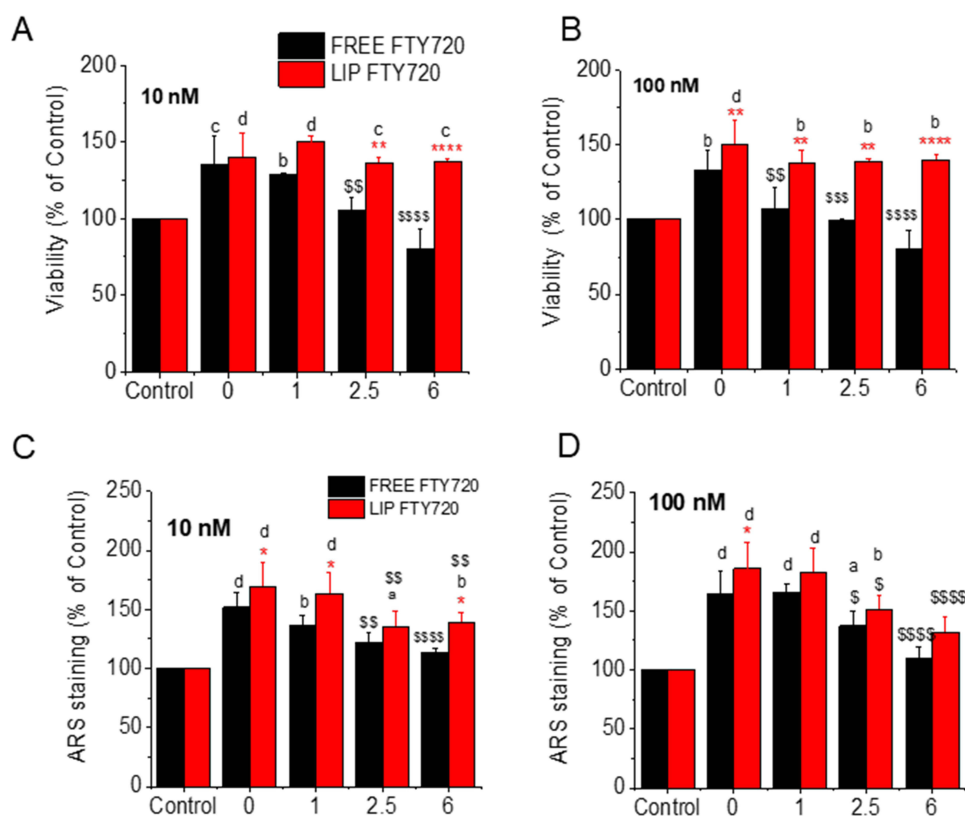 A
FREE FTY720
LIP FTY720
10 nM
Viability (% of Control)
200
150
100
50
0
c
d
b
d
$$
c
**
$$$$
c
****
Control 0 1 2.5 6
B
100 nM
Viability (% of Control)
200
150
100
50
0
b
d
**
$$
b
**
$$$
b
**
$$$$
b
****
Control 0 1 2.5 6
C
FREE FTY720
LIP FTY720
10 nM
ARS staining (% of Control)
250
200
150
100
50
0
d
d
*
b
d
*
$$
$$
a
$$$$
$$
b
*
Control 0 1 2.5 6
D
100 nM
ARS staining (% of Control)
250
200
150
100
50
0
d
d
*
d
d
a
$
b
$
$$$$
$$$$
Control 0 1 2.5 6